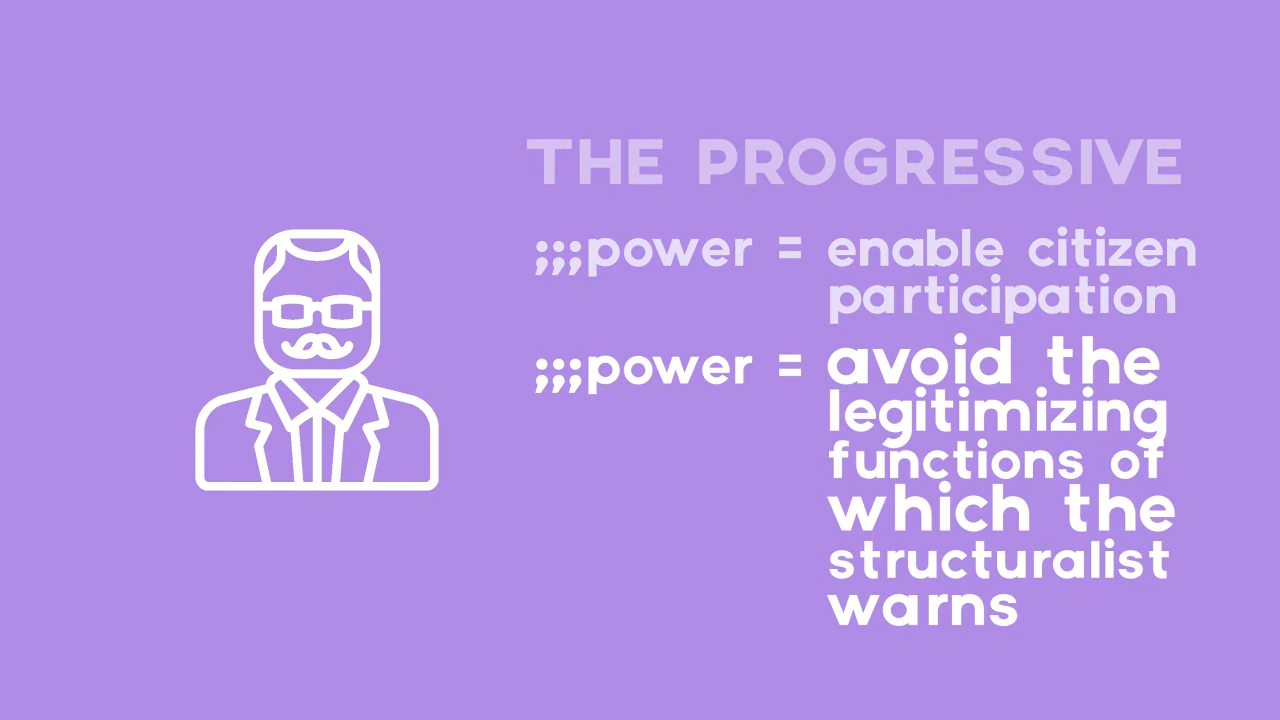 THE PROGRESSIVE
;;;power = enable citizen
participation
;;;power = avoid the
legitimizing
functions of
which the
structuralist
warns